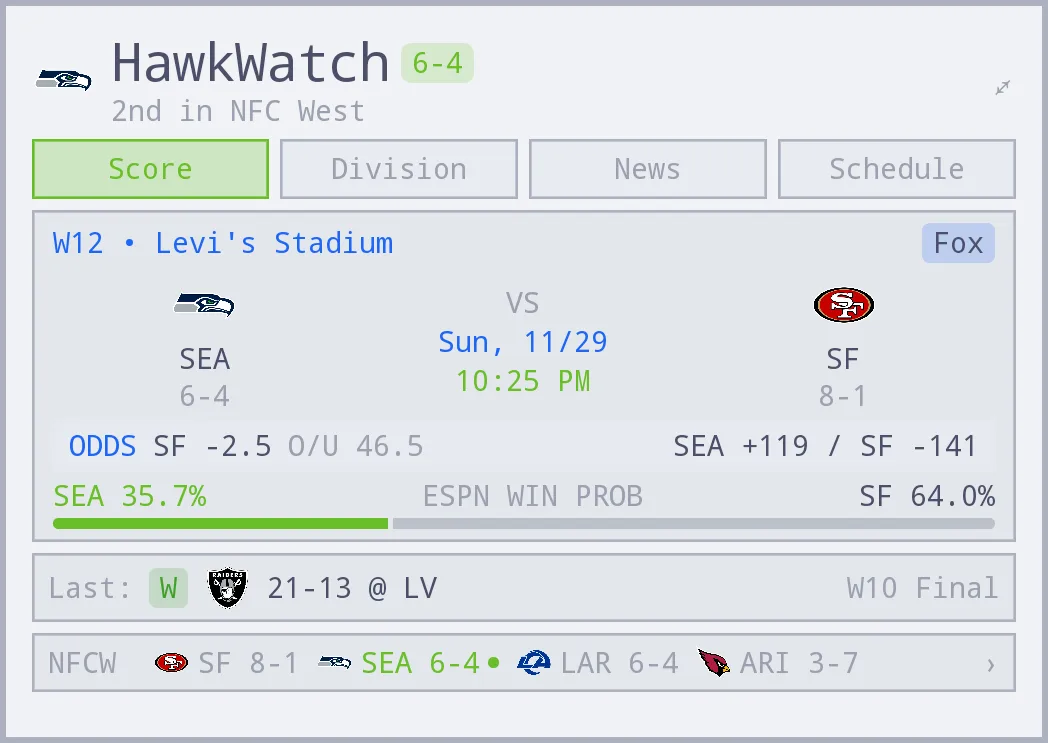 HawkWatch 6-4
2nd in NFC West
Score Division News Schedule
W12 • Levi's Stadium Fox
VS
Sun, 11/29
10:25 PM
SEA
6-4
SF
8-1
ODDS SF -2.5 O/U 46.5 SEA +119 / SF -141
SEA 35.7% ESPN WIN PROB SF 64.0%
Last: W RAIDERS 21-13 @ LV W10 Final
NFCW SF 8-1 SEA 6-4 • LAR 6-4 ARI 3-7 ›